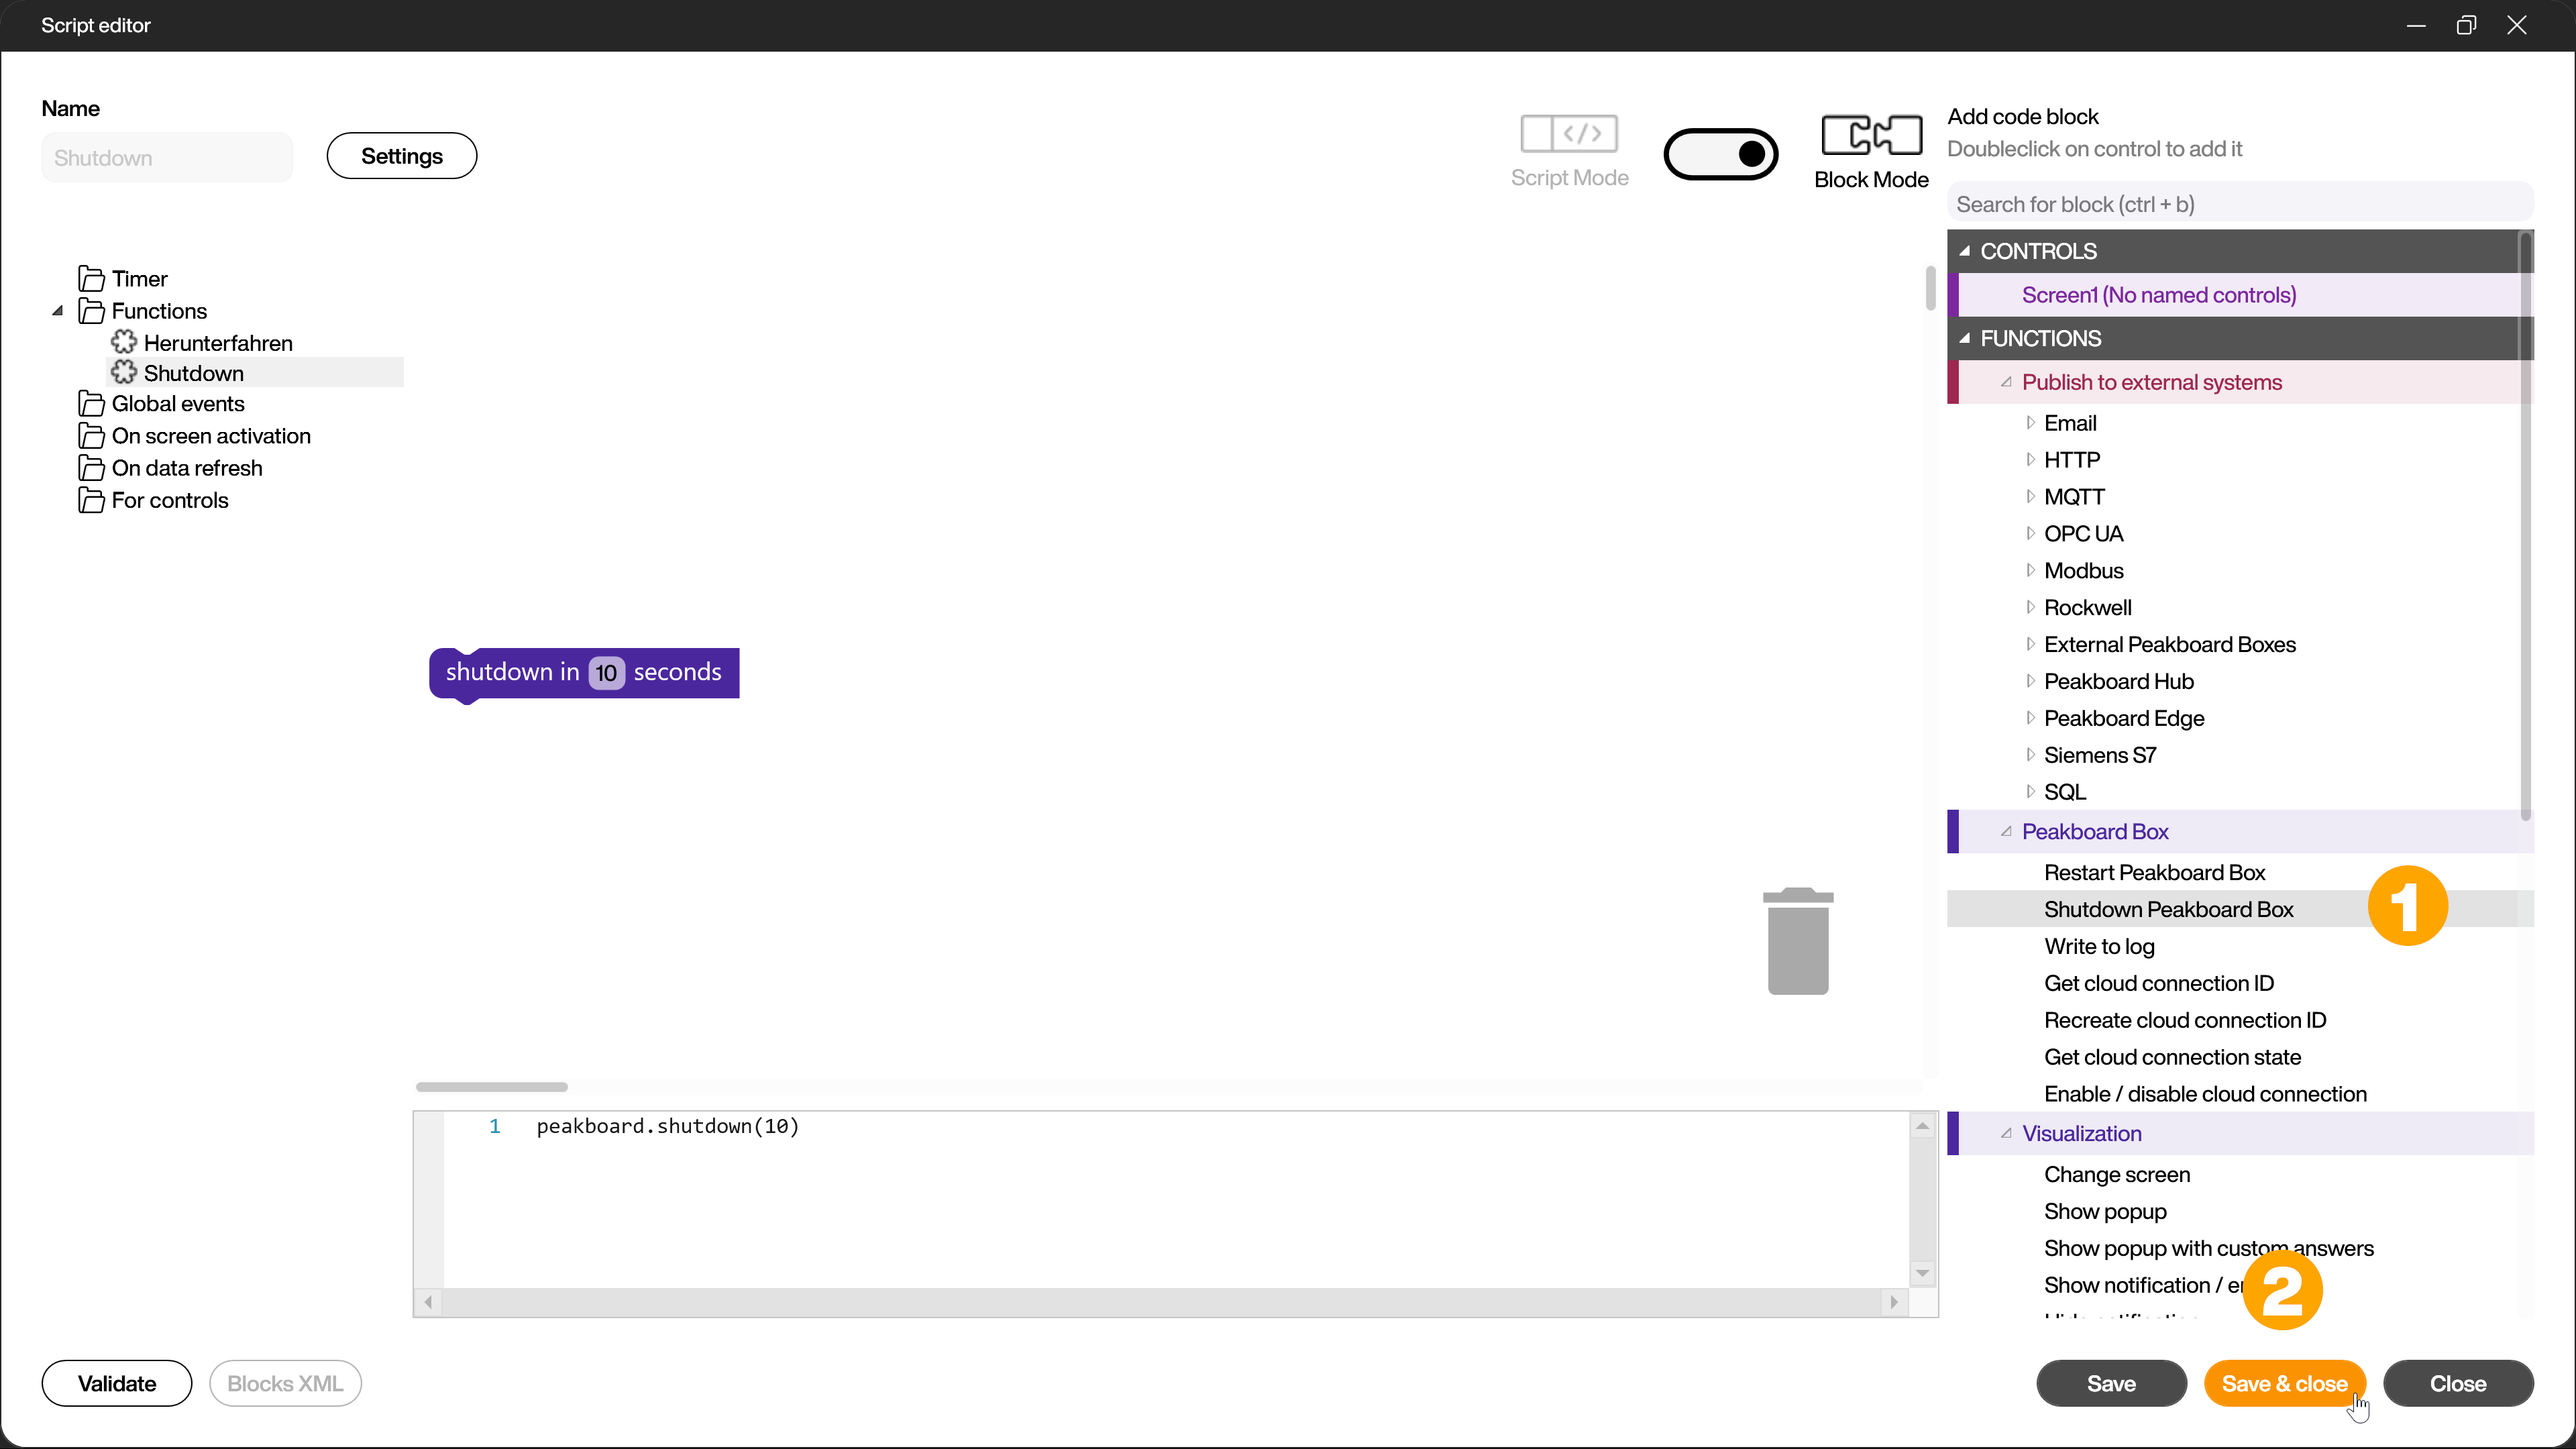 Script editor
Name
Shutdown
Settings
Script Mode
Block Mode
Add code block
Doubleclick on control to add it
Search for block (ctrl + b)
Timer
Functions
Herunterfahren
Shutdown
Global events
On screen activation
On data refresh
For controls
shutdown in 10 seconds
1 peakboard.shutdown(10)
CONTROLS
Screen1 (No named controls)
FUNCTIONS
Publish to external systems
Email
HTTP
MQTT
OPC UA
Modbus
Rockwell
External Peakboard Boxes
Peakboard Hub
Peakboard Edge
Siemens S7
SQL
Peakboard Box
Restart Peakboard Box
Shutdown Peakboard Box
1
Write to log
Get cloud connection ID
Recreate cloud connection ID
Get cloud connection state
Enable / disable cloud connection
Visualization
Change screen
Show popup
Show popup with custom answers
Show notification /
2
Validate
Blocks XML
Save
Save & close
Close